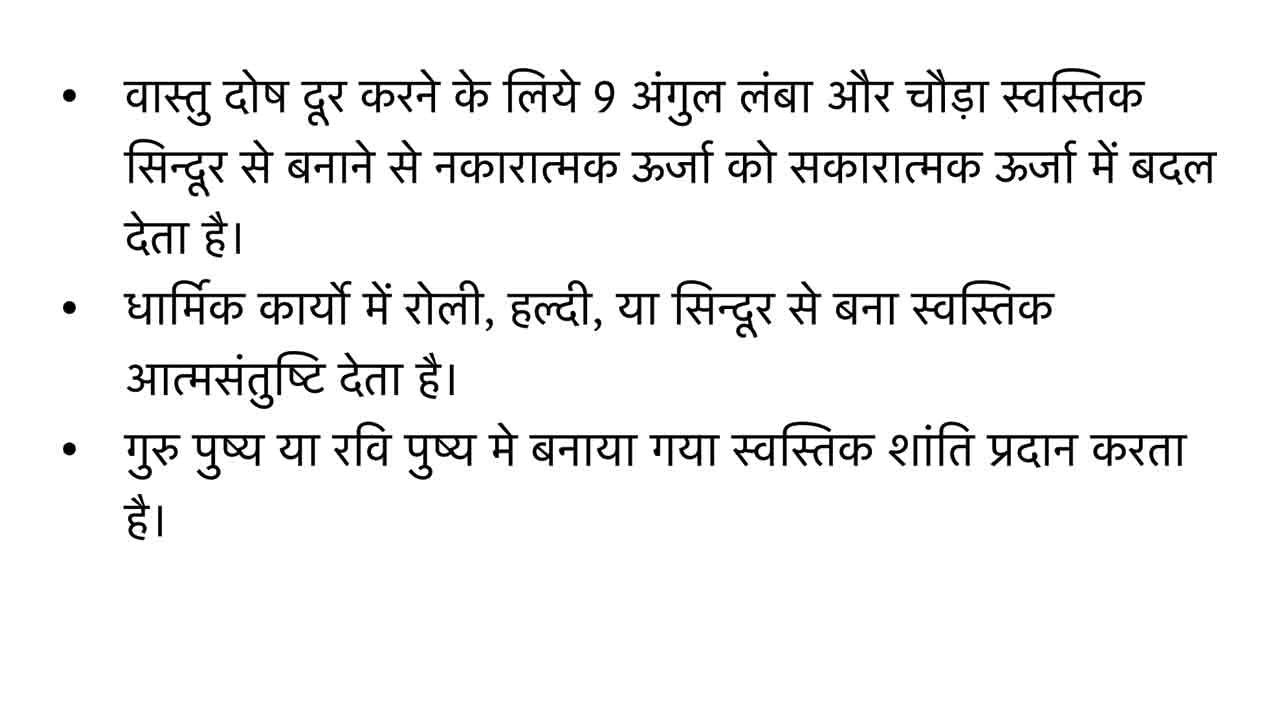 • वास्तु दोष दूर करने के लिये 9 अंगुल लंबा और चौड़ा स्वस्तिक
सिन्दूर से बनाने से नकारात्मक ऊर्जा को सकारात्मक ऊर्जा में बदल
देता है।
• धार्मिक कार्यो में रोली, हल्दी, या सिन्दूर से बना स्वस्तिक
आत्मसंतुष्टि देता है।
• गुरु पुष्य या रवि पुष्य मे बनाया गया स्वस्तिक शांति प्रदान करता
है।